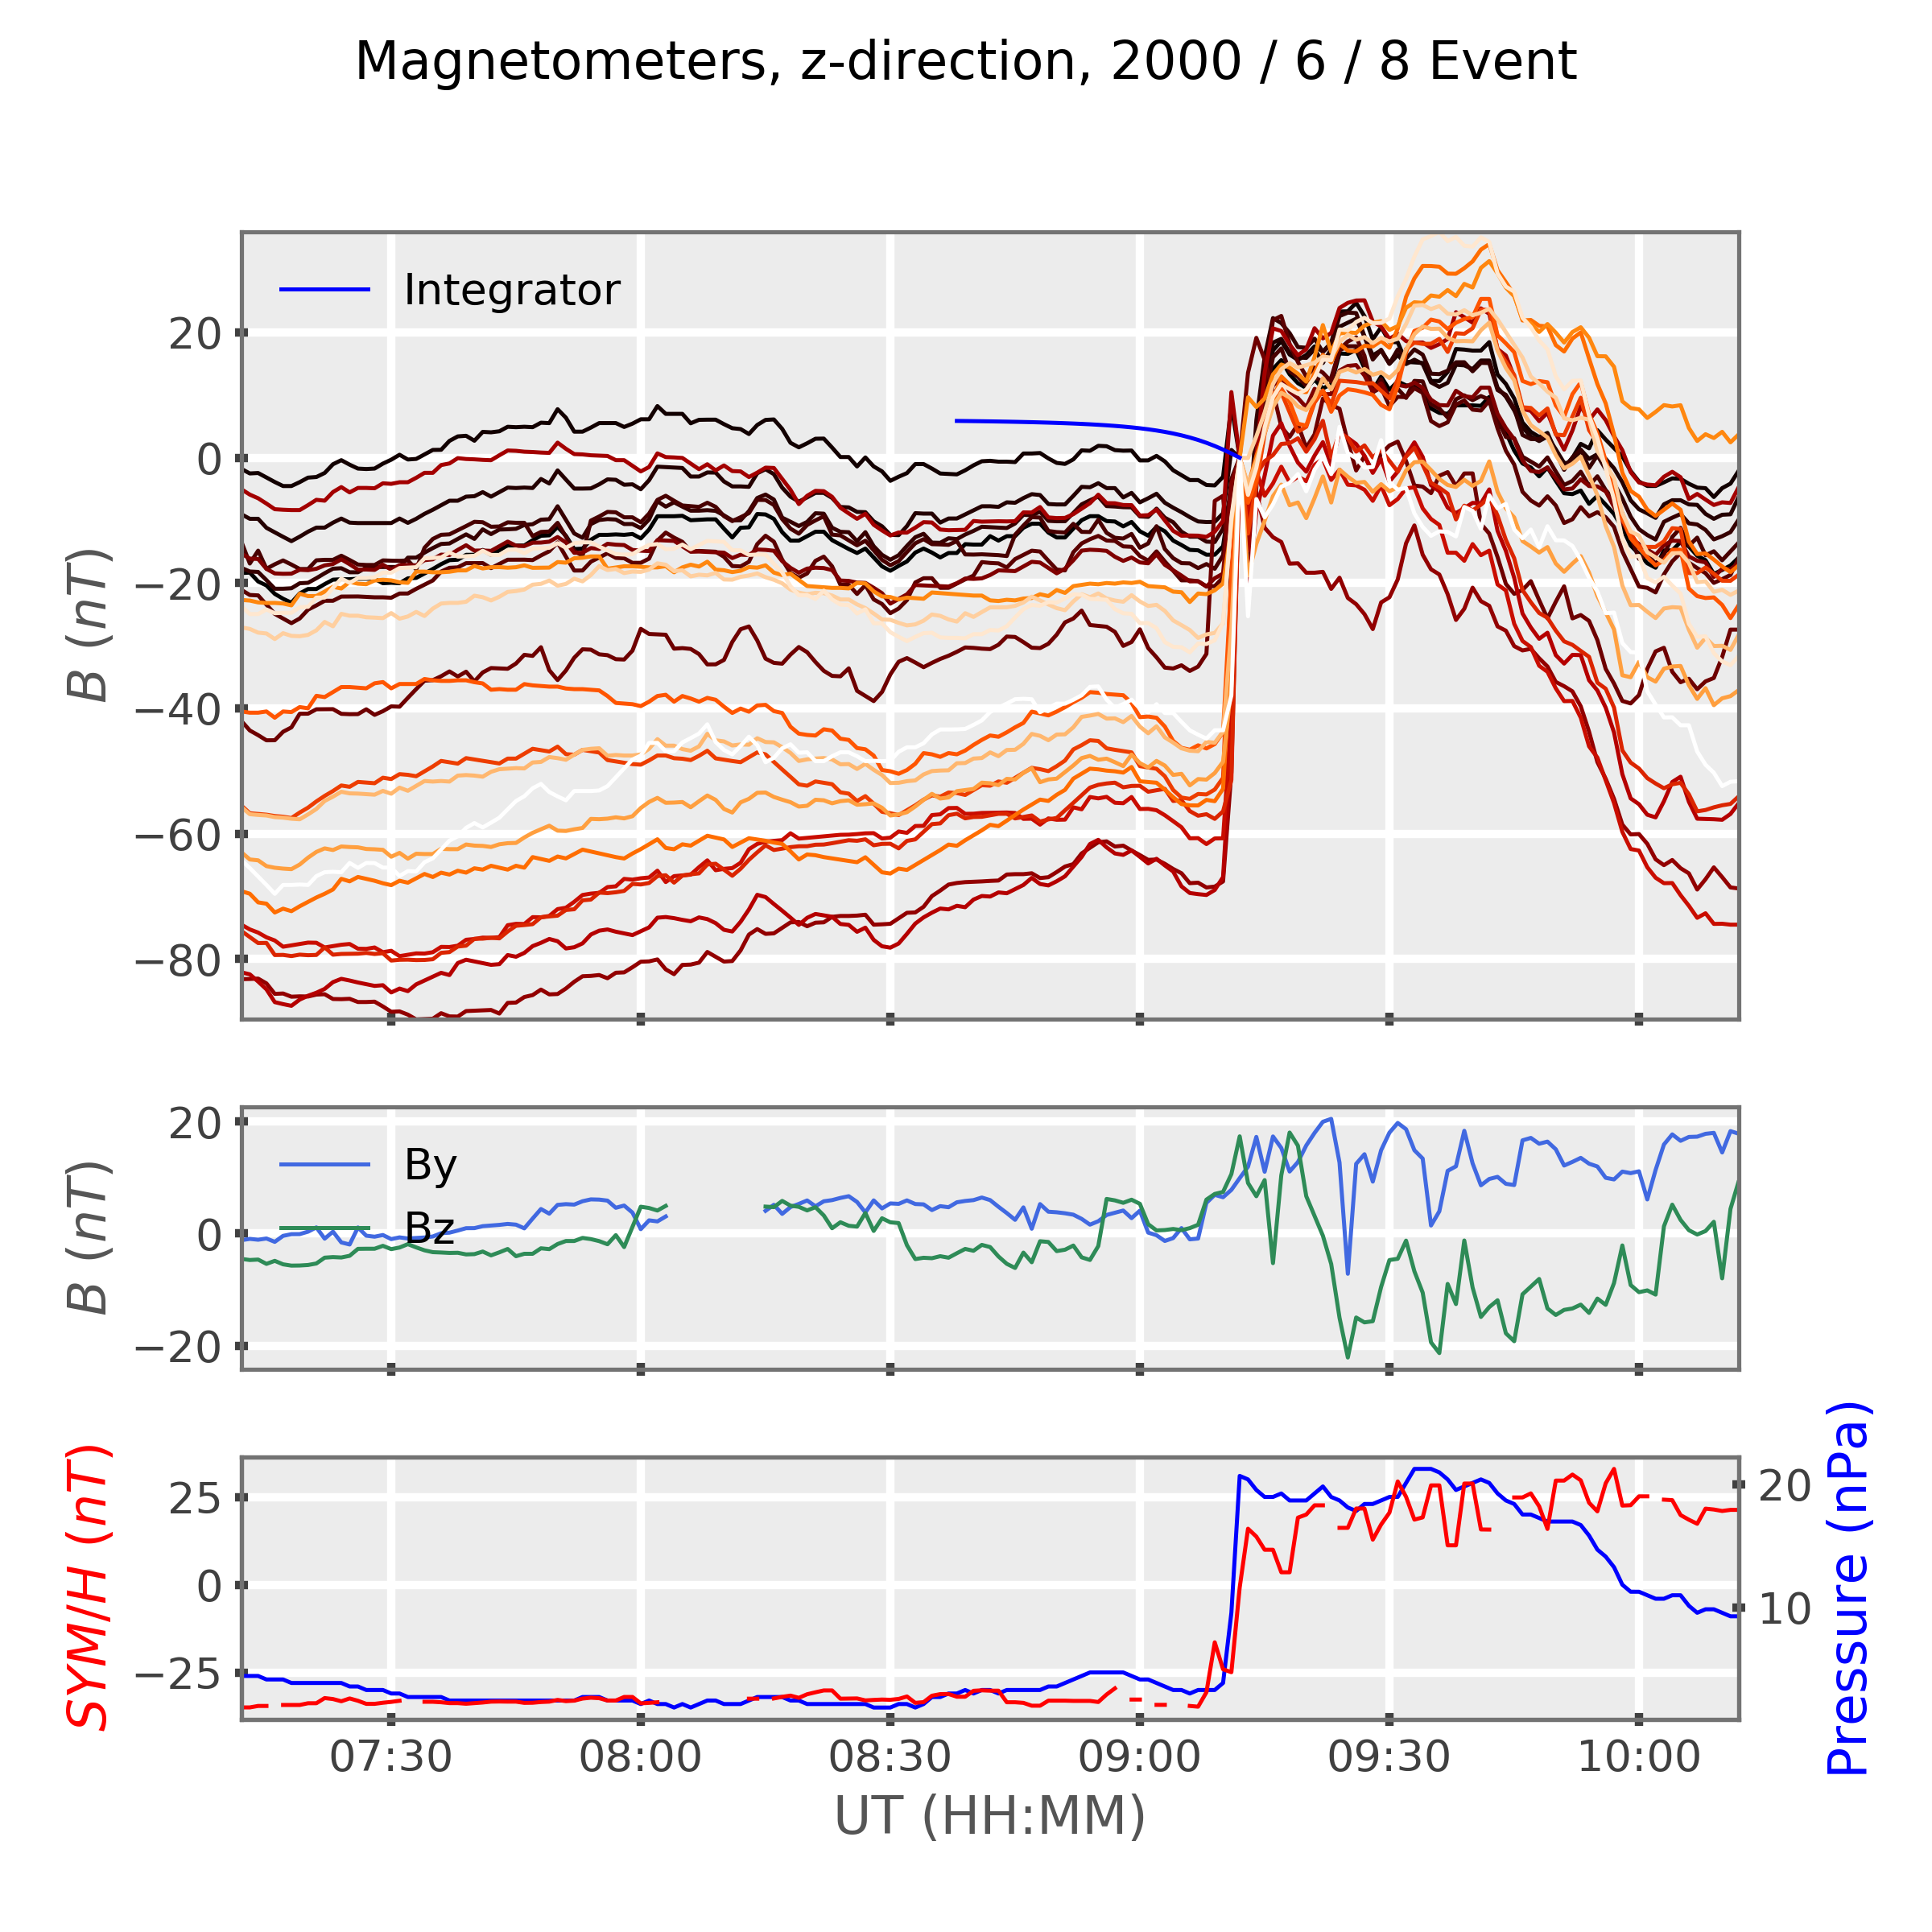 Magnetometers, z-direction, 2000 / 6 / 8 Event
B (nT)
20
0
−20
−40
−60
−80
Integrator
B (nT)
20
0
−20
By
Bz
SYM/H (nT)
25
0
−25
20
10
Pressure (nPa)
07:30 08:00 08:30 09:00 09:30 10:00
UT (HH:MM)